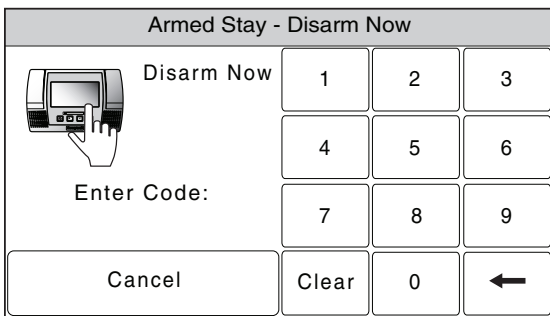 Armed Stay - Disarm Now
Disarm Now
1 2 3
4 5 6
Enter Code:
7 8 9
Cancel Clear 0